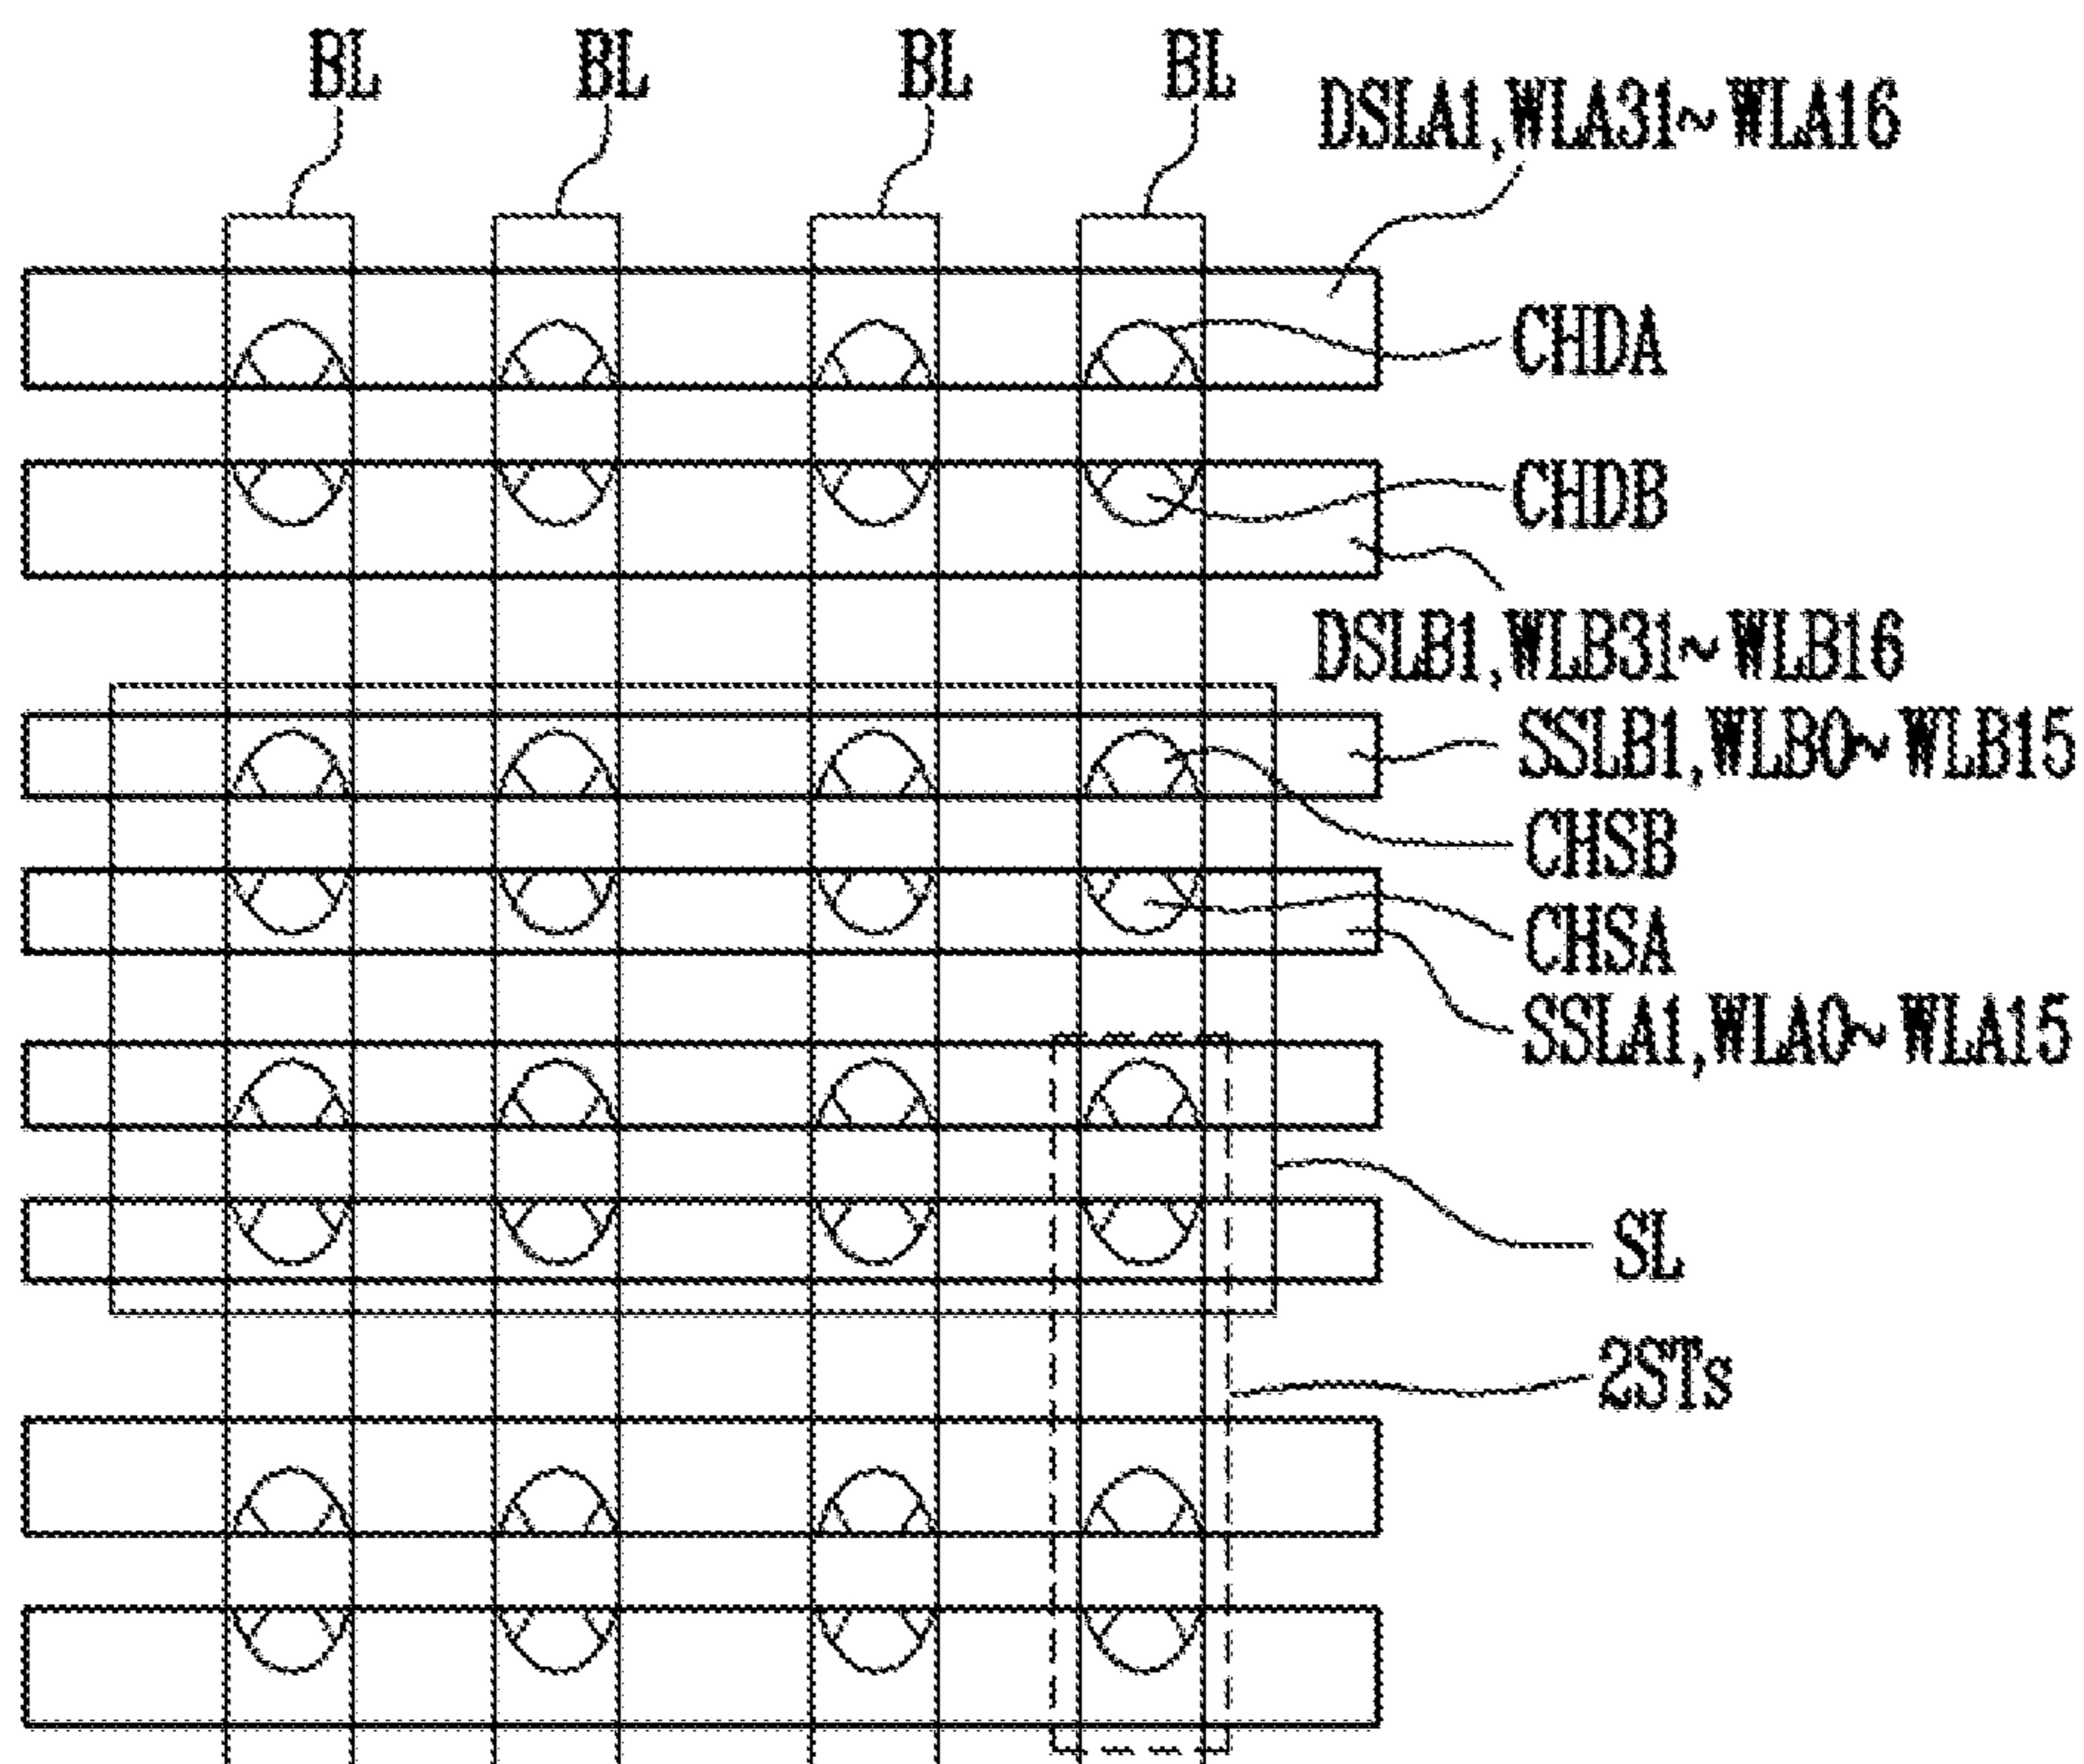 BL BL BL BL
DSLA1,WLA31~WLA16
CHDA
CHDB
DSLB1,WLB31~WLB16
SSLB1,WLB0~WLB15
CHSB
CHSA
SSLA1,WLA0~WLA15
SL
2STs